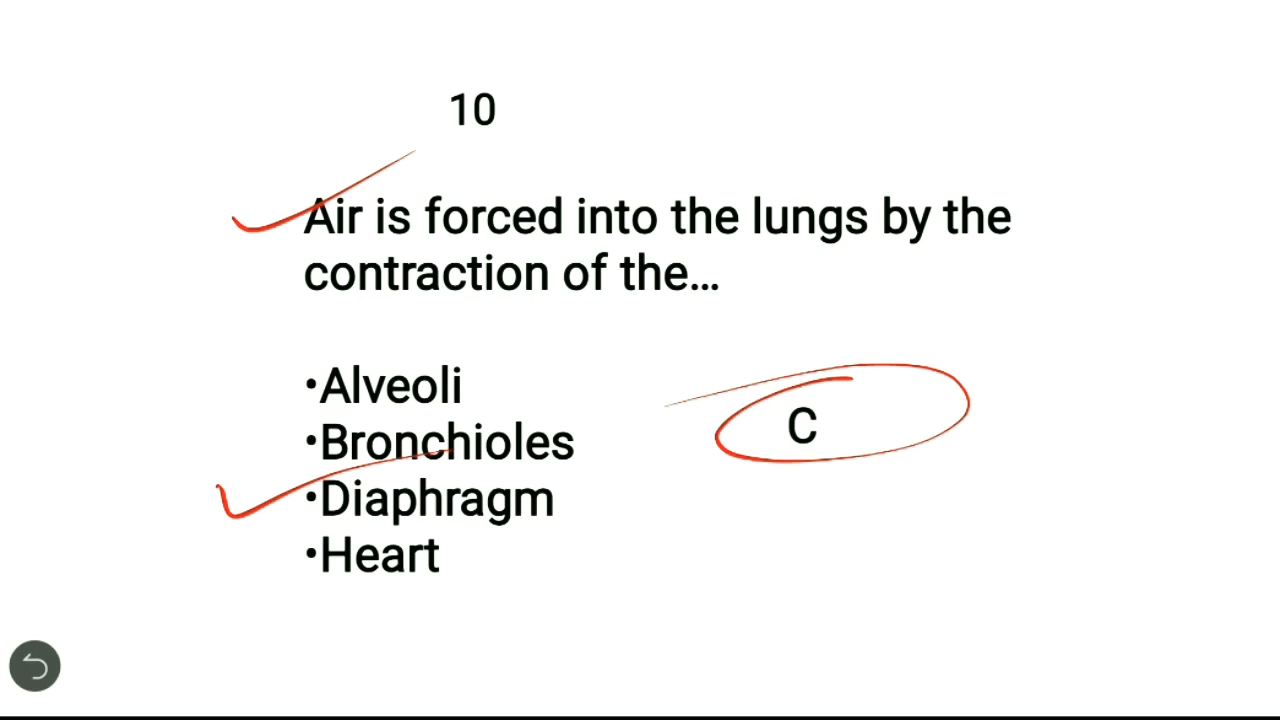 10
Air is forced into the lungs by the
contraction of the...
•Alveoli
•Bronchioles
•Diaphragm
•Heart
C